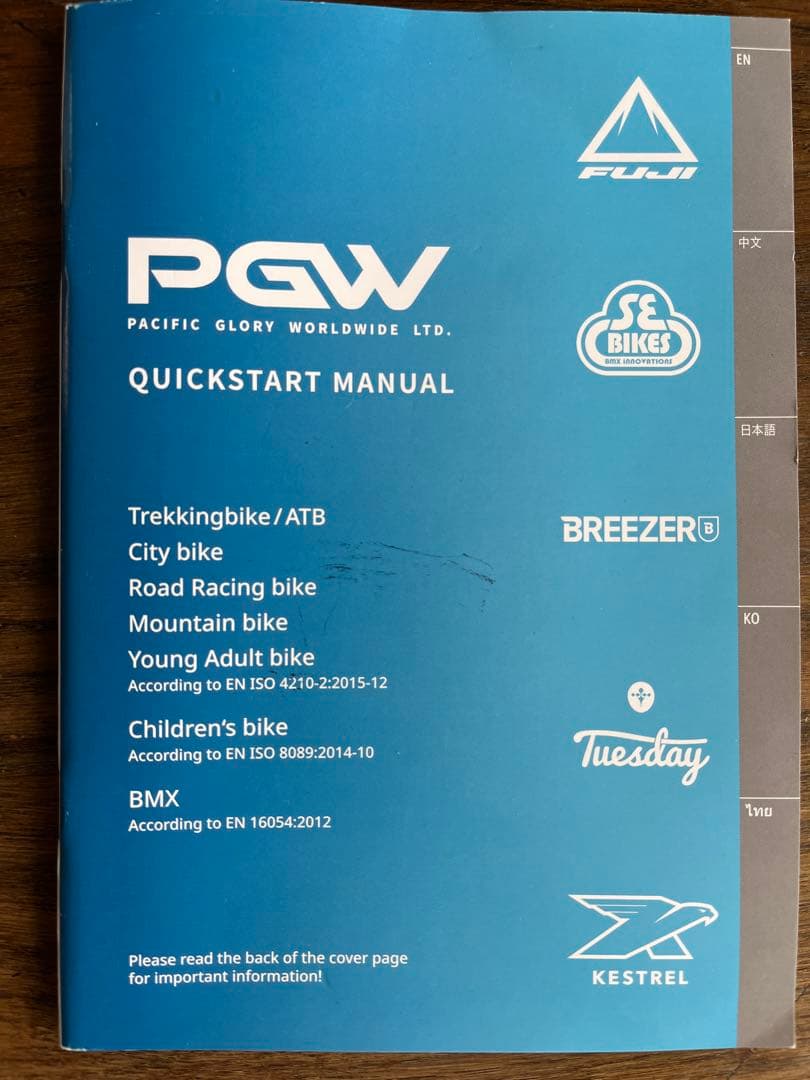 PGW
PACIFIC GLORY WORLDWIDE LTD.
QUICKSTART MANUAL
Trekkingbike/ATB
City bike
Road Racing bike
Mountain bike
Young Adult bike
According to EN ISO 4210-2:2015-12
Children‘s bike
According to EN ISO 8089:2014-10
BMX
According to EN 16054:2012
Please read the back of the cover page
for important information!
FUJI
SE
BIKES
BMX INNOVATIONS
BREEZER B
Tuesday
KESTREL
EN
中文
日本語
KO
ไทย